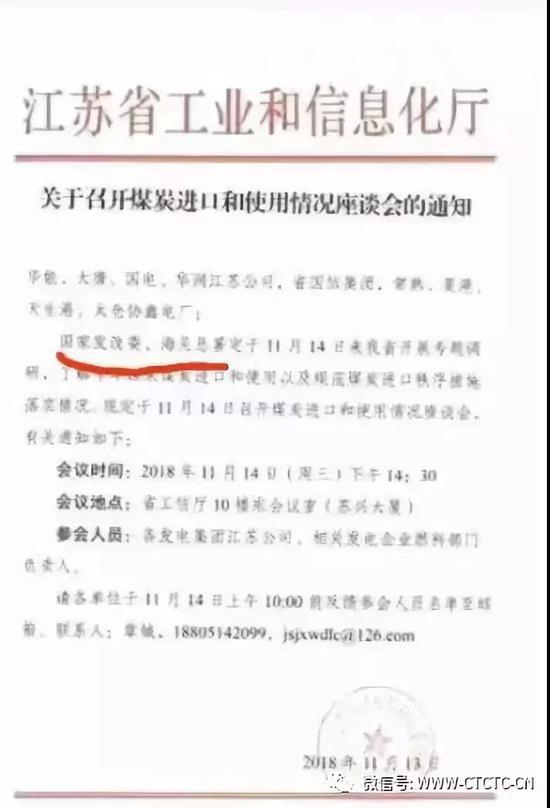 江苏省工业和信息化厅
关于召开煤炭进口和使用情况座谈会的通知
华能、大唐、国电、华润江苏公司,省国信集团,常熟、夏港、
天生港、太仓协鑫电厂:
国家发改委、海关总署定于11月14日来我省开展专题调
研,了解今年以来煤炭进口和使用以及规范煤炭进口秩序措施
落实情况。现定于11月14日召开煤炭进口和使用情况座谈会,
有关通知如下:
会议时间:2018年11月14日(周三)下午14:30
会议地点:省工信厅10楼东会议室(苏兴大厦)
参会人员:各发电集团江苏公司、相关发电企业燃料部门
负责人。
请各单位于11月14日上午10:00前反馈参会人员名单至邮
箱。联系人:章铖,18805142099,jsjxwdlc@126.com
2018年11月13日
微信号: WWW-CTCTC-CN